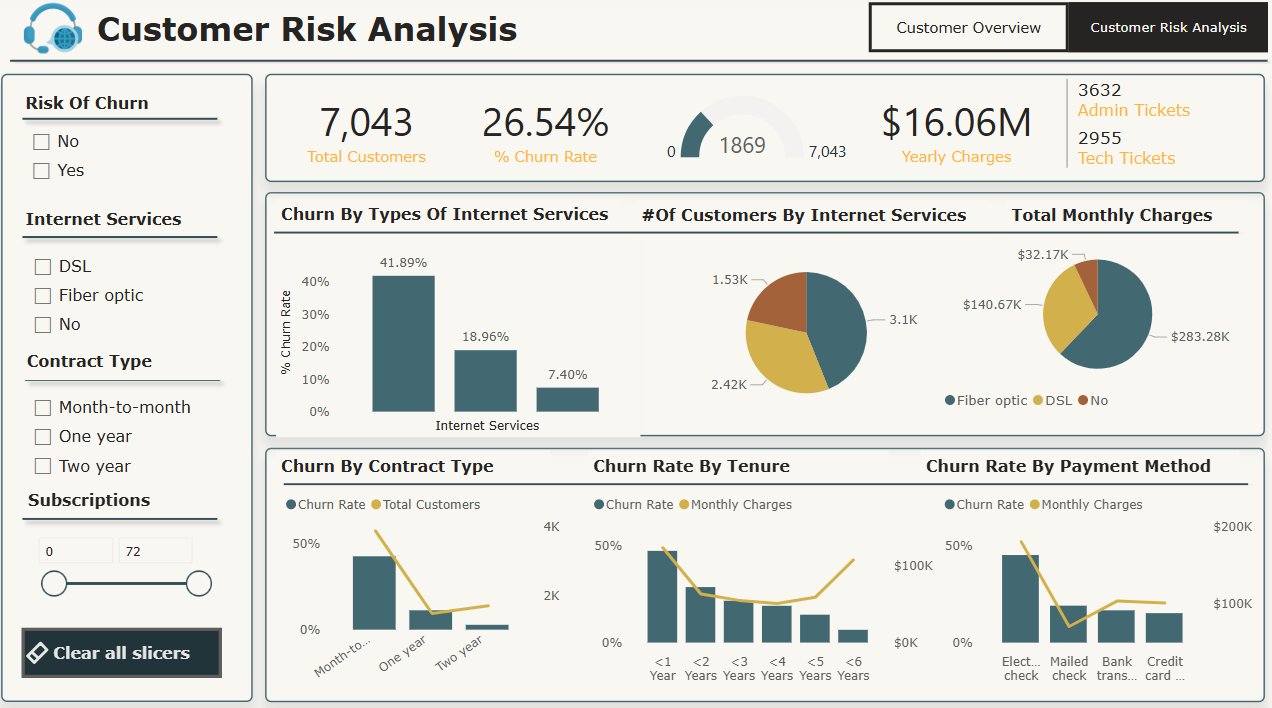 Customer Risk Analysis
Customer Overview
Customer Risk Analysis
Risk Of Churn
No
Yes
Internet Services
DSL
Fiber optic
No
Contract Type
Month-to-month
One year
Two year
Subscriptions
0
72
Clear all slicers
7,043
Total Customers
26.54%
% Churn Rate
0
1869
7,043
$16.06M
Yearly Charges
3632
Admin Tickets
2955
Tech Tickets
Churn By Types Of Internet Services
% Churn Rate
40%
30%
20%
10%
0%
41.89%
18.96%
7.40%
Internet Services
#Of Customers By Internet Services
1.53K
3.1K
2.42K
Total Monthly Charges
$32.17K
$140.67K
$283.28K
Fiber optic DSL No
Churn By Contract Type
Churn Rate Total Customers
50%
0%
4K
2K
Month-to...
One year
Two year
Churn Rate By Tenure
Churn Rate Monthly Charges
50%
0%
$100K
$0K
<1 Year
<2 Years
<3 Years
<4 Years
<5 Years
<6 Years
Churn Rate By Payment Method
Churn Rate Monthly Charges
50%
0%
$200K
$100K
Elect... check
Mailed check
Bank trans...
Credit card ...